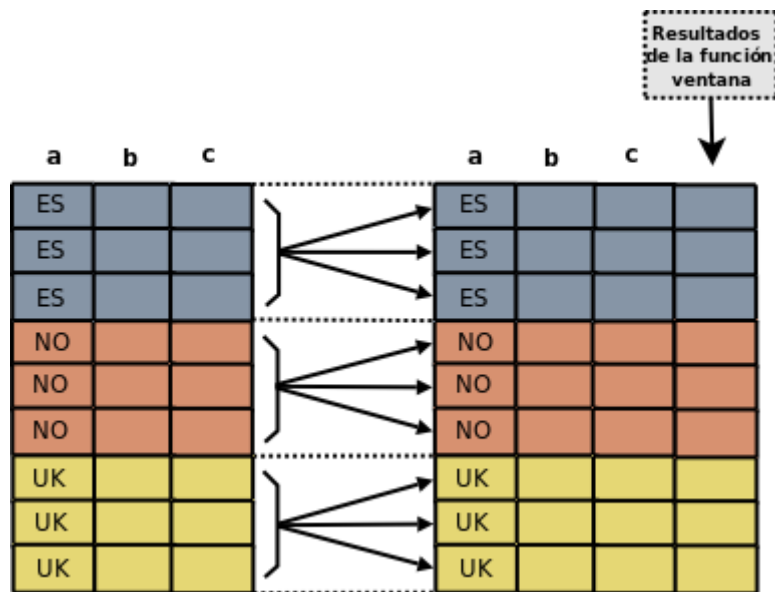 Resultados
de la función
ventana
a b c a b c
ES ES
ES ES
ES ES
NO NO
NO NO
NO NO
UK UK
UK UK
UK UK